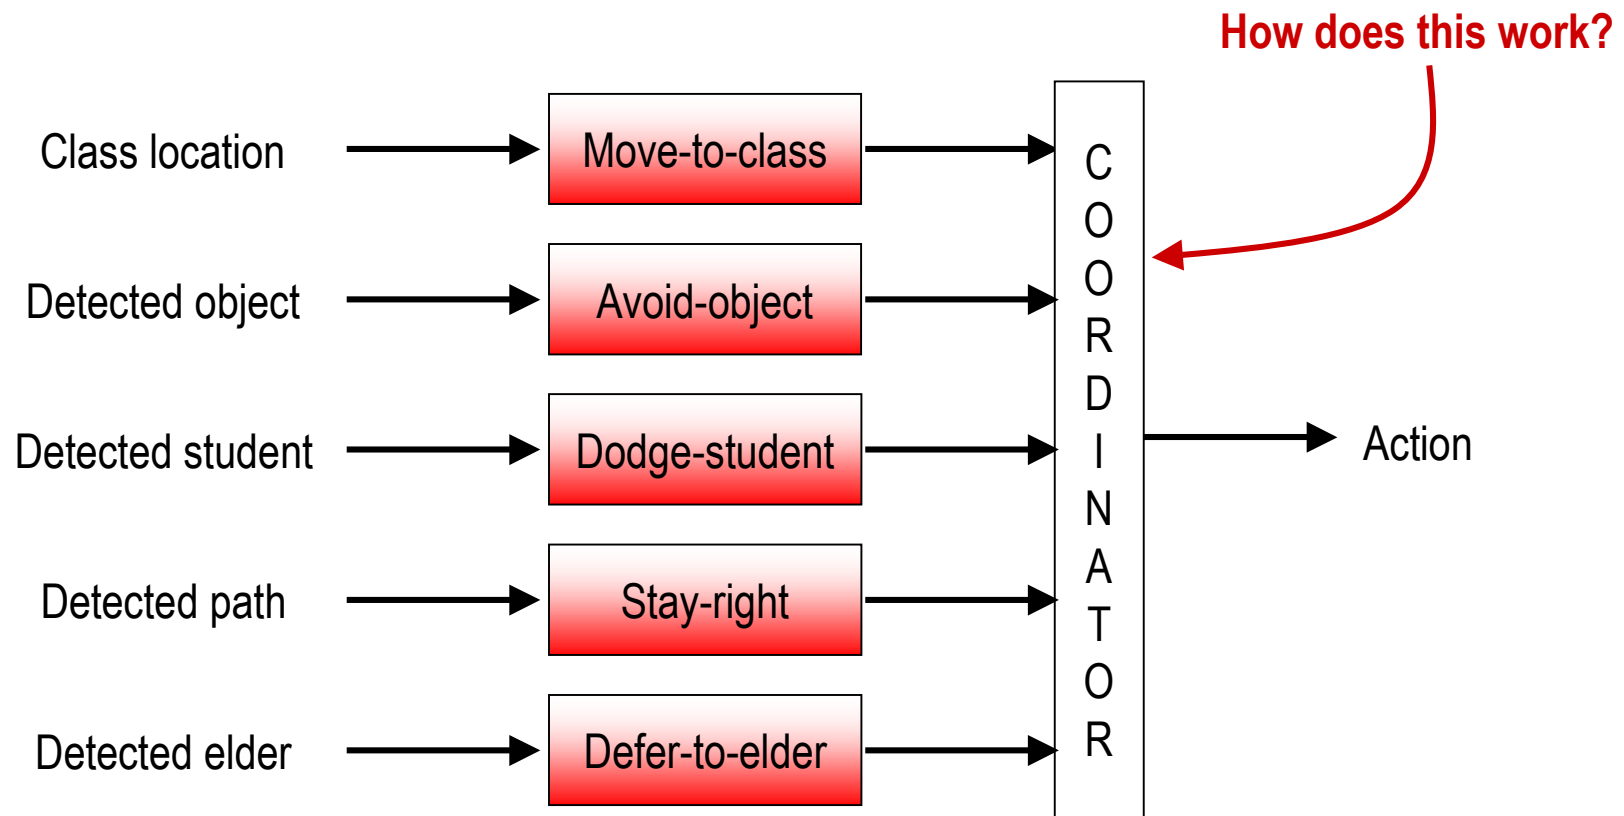 How does this work?
Class location
Move-to-class
Detected object
Avoid-object
Detected student
Dodge-student
Detected path
Stay-right
Detected elder
Defer-to-elder
C
O
O
R
D
I
N
A
T
O
R
Action